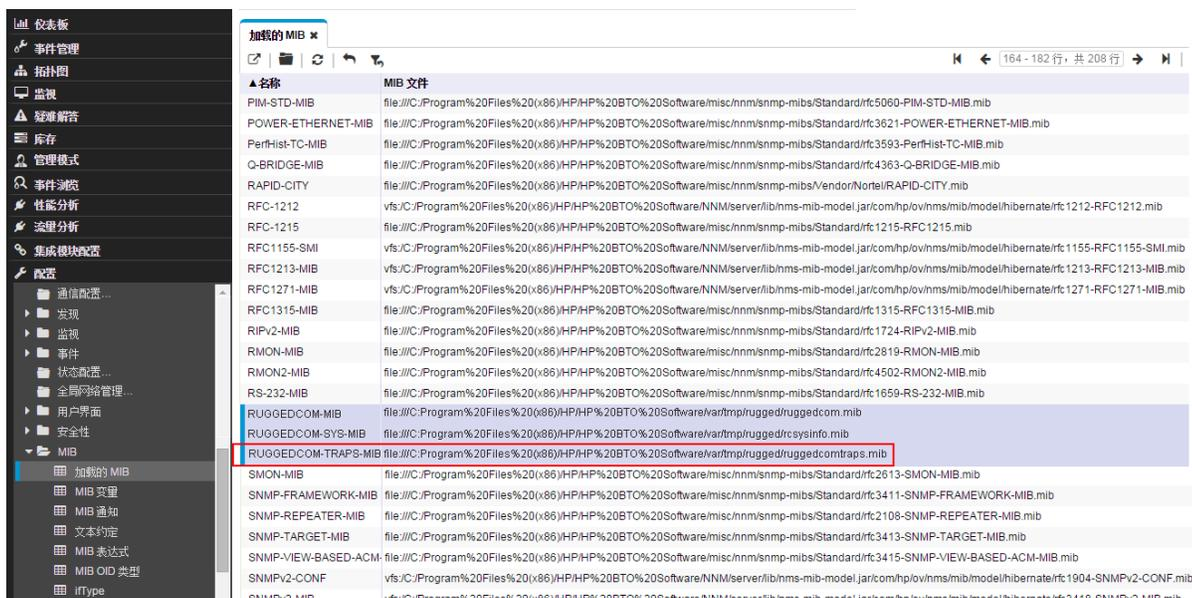 仪表板
事件管理
拓扑图
监视
疑难解答
库存
管理模式
事件浏览
性能分析
流量分析
集成模块配置
配置
通信配置...
发现
监视
事件
状态配置...
全局网络管理...
用户界面
安全性
MIB
加载的 MIB
MIB 变量
MIB 通知
文本约定
MIB 表达式
MIB OID 类型
ifType
加载的 MIB
164 - 182 行，共 208 行
▲名称 MIB 文件
PIM-STD-MIB file:///C:/Program%20Files%20(x86)/HP/HP%20BTO%20Software/misc/nnm/snmp-mibs/Standard/rfc5060-PIM-STD-MIB.mib
POWER-ETHERNET-MIB file:///C:/Program%20Files%20(x86)/HP/HP%20BTO%20Software/misc/nnm/snmp-mibs/Standard/rfc3621-POWER-ETHERNET-MIB.mib
PerfHist-TC-MIB file:///C:/Program%20Files%20(x86)/HP/HP%20BTO%20Software/misc/nnm/snmp-mibs/Standard/rfc3593-PerfHist-TC-MIB.mib
Q-BRIDGE-MIB file:///C:/Program%20Files%20(x86)/HP/HP%20BTO%20Software/misc/nnm/snmp-mibs/Standard/rfc4363-Q-BRIDGE-MIB.mib
RAPID-CITY file:///C:/Program%20Files%20(x86)/HP/HP%20BTO%20Software/misc/nnm/snmp-mibs/Vendor/Nortel/RAPID-CITY.mib
RFC-1212 vfs:/C:/Program%20Files%20(x86)/HP/HP%20BTO%20Software/NNM/server/lib/nms-mib-model.jar/com/hp/ov/nms/mib/model/hibernate/rfc1212-RFC1212.mib
RFC-1215 file:///C:/Program%20Files%20(x86)/HP/HP%20BTO%20Software/misc/nnm/snmp-mibs/Standard/rfc1215-RFC1215.mib
RFC1155-SMI vfs:/C:/Program%20Files%20(x86)/HP/HP%20BTO%20Software/NNM/server/lib/nms-mib-model.jar/com/hp/ov/nms/mib/model/hibernate/rfc1155-RFC1155-SMI.mib
RFC1213-MIB vfs:/C:/Program%20Files%20(x86)/HP/HP%20BTO%20Software/NNM/server/lib/nms-mib-model.jar/com/hp/ov/nms/mib/model/hibernate/rfc1213-RFC1213-MIB.mib
RFC1271-MIB vfs:/C:/Program%20Files%20(x86)/HP/HP%20BTO%20Software/NNM/server/lib/nms-mib-model.jar/com/hp/ov/nms/mib/model/hibernate/rfc1271-RFC1271-MIB.mib
RFC1315-MIB file:///C:/Program%20Files%20(x86)/HP/HP%20BTO%20Software/misc/nnm/snmp-mibs/Standard/rfc1315-RFC1315-MIB.mib
RIPv2-MIB file:///C:/Program%20Files%20(x86)/HP/HP%20BTO%20Software/misc/nnm/snmp-mibs/Standard/rfc1724-RIPv2-MIB.mib
RMON-MIB file:///C:/Program%20Files%20(x86)/HP/HP%20BTO%20Software/misc/nnm/snmp-mibs/Standard/rfc2819-RMON-MIB.mib
RMON2-MIB file:///C:/Program%20Files%20(x86)/HP/HP%20BTO%20Software/misc/nnm/snmp-mibs/Standard/rfc4502-RMON2-MIB.mib
RS-232-MIB file:///C:/Program%20Files%20(x86)/HP/HP%20BTO%20Software/misc/nnm/snmp-mibs/Standard/rfc1659-RS-232-MIB.mib
RUGGEDCOM-MIB file:///C:Program%20Files%20(x86)/HP/HP%20BTO%20Software/var/tmp/rugged/ruggedcom.mib
RUGGEDCOM-SYS-MIB file:///C:Program%20Files%20(x86)/HP/HP%20BTO%20Software/var/tmp/rugged/rcsysinfo.mib
RUGGEDCOM-TRAPS-MIB file:///C:Program%20Files%20(x86)/HP/HP%20BTO%20Software/var/tmp/rugged/ruggedcomtraps.mib
SMON-MIB file:///C:/Program%20Files%20(x86)/HP/HP%20BTO%20Software/misc/nnm/snmp-mibs/Standard/rfc2613-SMON-MIB.mib
SNMP-FRAMEWORK-MIB file:///C:/Program%20Files%20(x86)/HP/HP%20BTO%20Software/misc/nnm/snmp-mibs/Standard/rfc3411-SNMP-FRAMEWORK-MIB.mib
SNMP-REPEATER-MIB file:///C:/Program%20Files%20(x86)/HP/HP%20BTO%20Software/misc/nnm/snmp-mibs/Standard/rfc2108-SNMP-REPEATER-MIB.mib
SNMP-TARGET-MIB file:///C:/Program%20Files%20(x86)/HP/HP%20BTO%20Software/misc/nnm/snmp-mibs/Standard/rfc3413-SNMP-TARGET-MIB.mib
SNMP-VIEW-BASED-ACM- file:///C:/Program%20Files%20(x86)/HP/HP%20BTO%20Software/misc/nnm/snmp-mibs/Standard/rfc3415-SNMP-VIEW-BASED-ACM-MIB.mib
SNMPv2-CONF vfs:/C:/Program%20Files%20(x86)/HP/HP%20BTO%20Software/NNM/server/lib/nms-mib-model.jar/com/hp/ov/nms/mib/model/hibernate/rfc1904-SNMPv2-CONF.mib